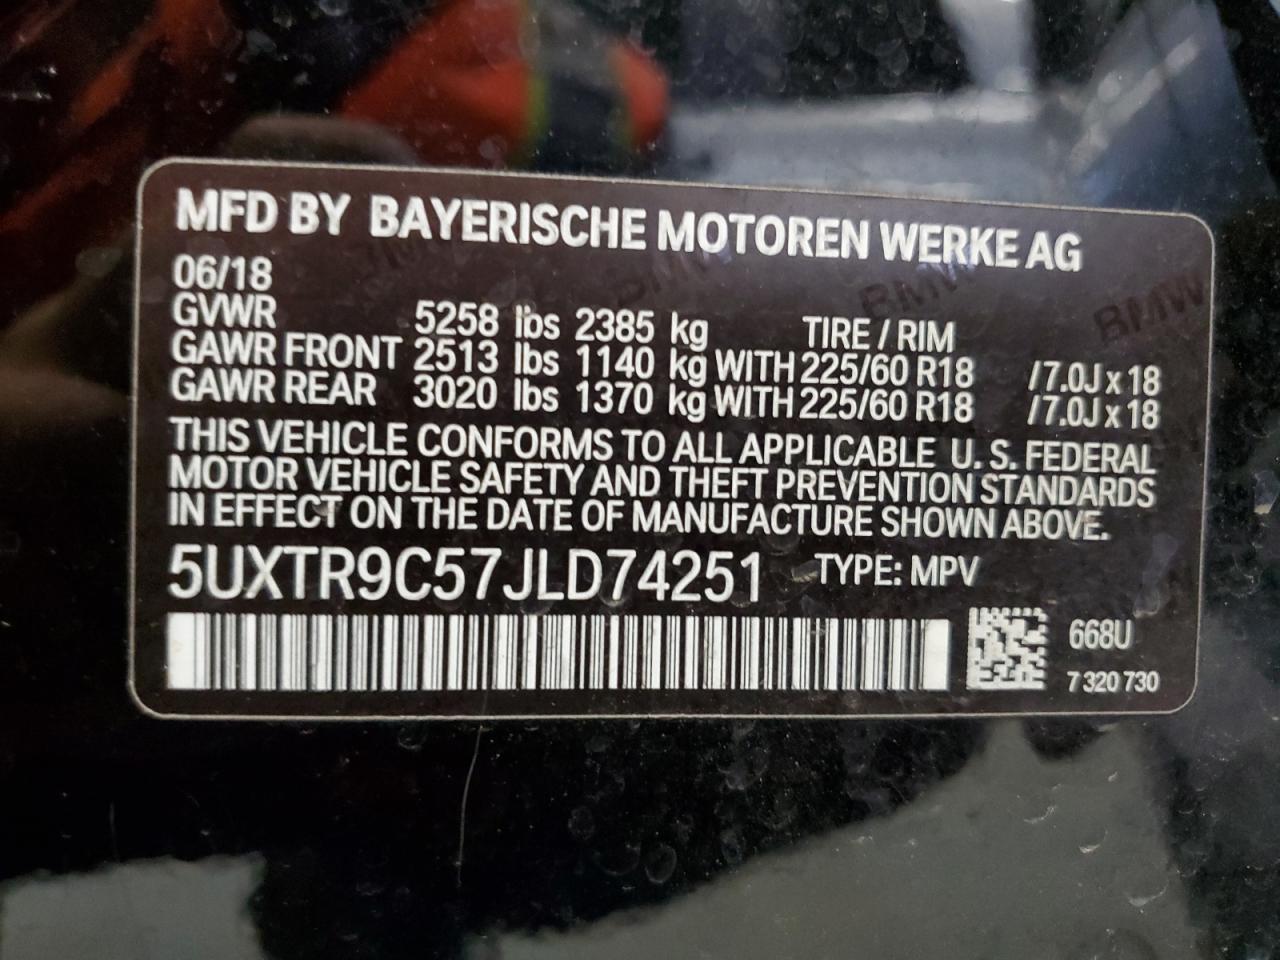 MFD BY BAYERISCHE MOTOREN WERKE AG
06/18
GVWR 5258 lbs 2385 kg TIRE / RIM
GAWR FRONT 2513 lbs 1140 kg WITH 225/60 R18 /7.0J x 18
GAWR REAR 3020 lbs 1370 kg WITH 225/60 R18 /7.0J x 18
THIS VEHICLE CONFORMS TO ALL APPLICABLE U. S. FEDERAL
MOTOR VEHICLE SAFETY AND THEFT PREVENTION STANDARDS
IN EFFECT ON THE DATE OF MANUFACTURE SHOWN ABOVE.
5UXTR9C57JLD74251 TYPE: MPV
668U
7 320 730
BMW
BMW
BMW